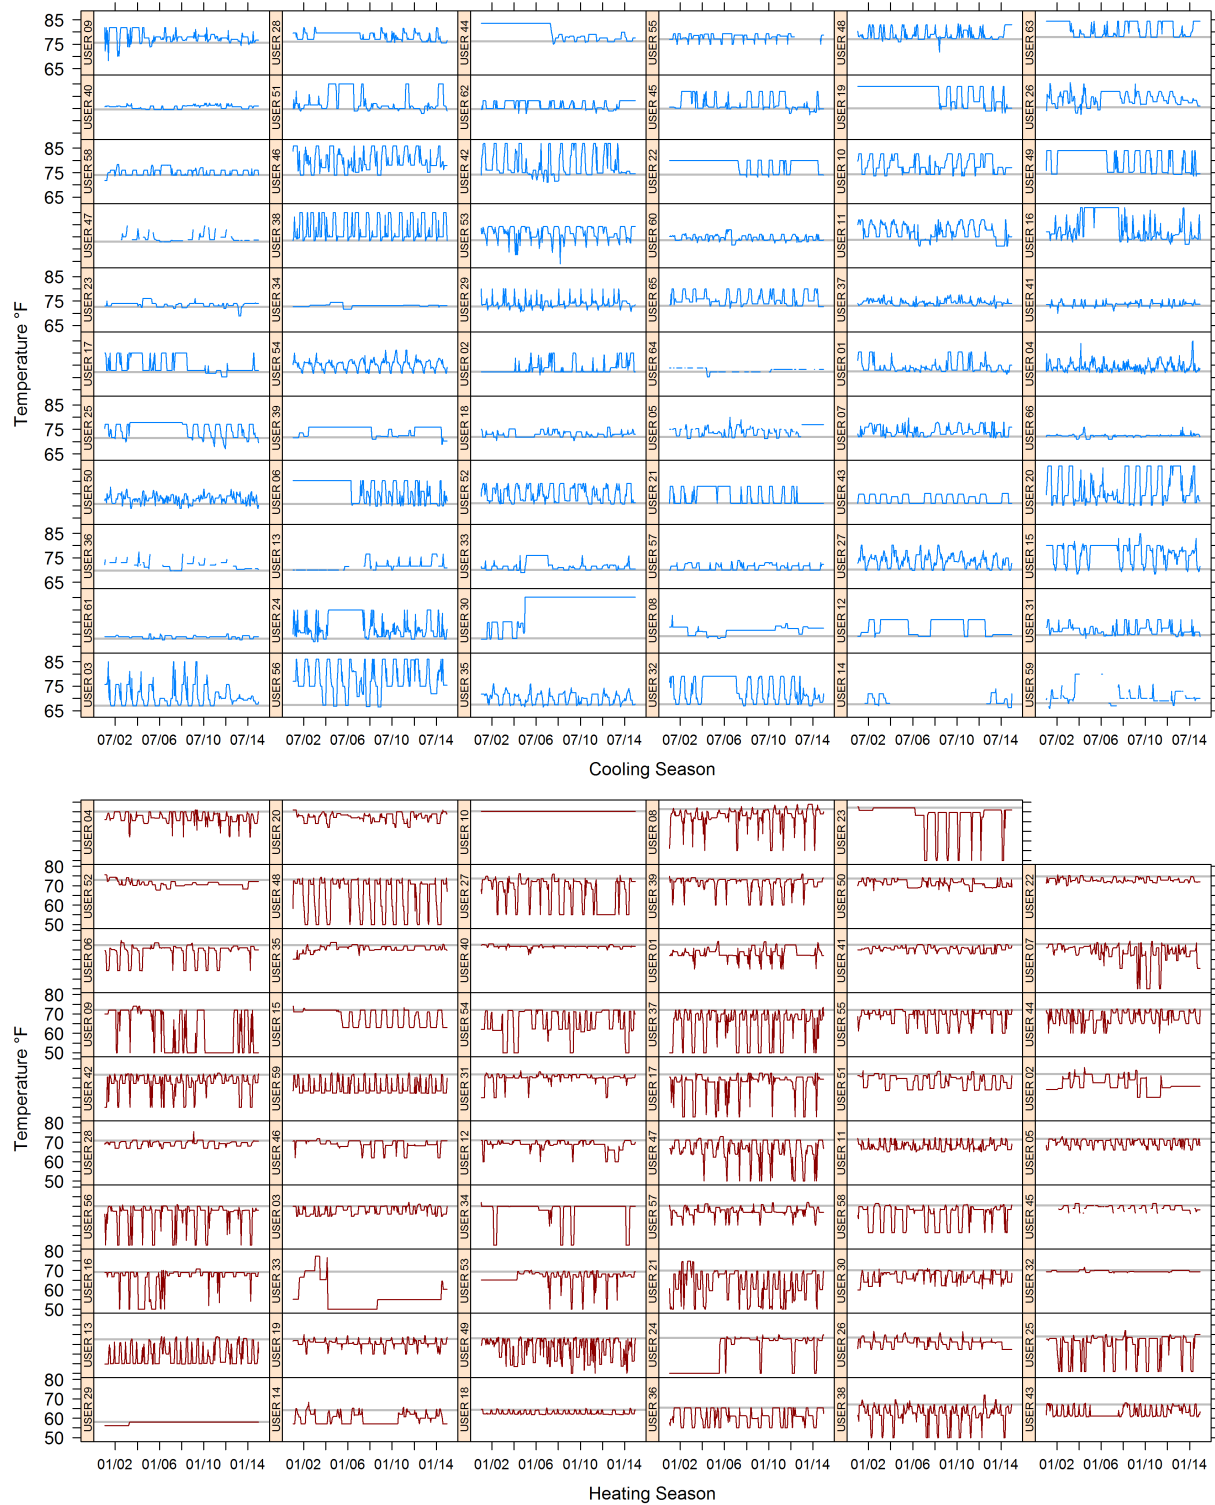 Temperature °F
85
75
65
USER 09
USER 28
USER 44
USER 55
USER 48
USER 63
USER 40
USER 51
USER 62
USER 45
USER 19
USER 26
85
75
65
USER 58
USER 46
USER 42
USER 22
USER 10
USER 49
USER 47
USER 38
USER 53
USER 60
USER 11
USER 16
85
75
65
USER 23
USER 34
USER 29
USER 65
USER 37
USER 41
USER 17
USER 54
USER 02
USER 64
USER 01
USER 04
85
75
65
USER 25
USER 39
USER 18
USER 05
USER 07
USER 66
USER 50
USER 06
USER 52
USER 21
USER 43
USER 20
85
75
65
USER 36
USER 13
USER 33
USER 57
USER 27
USER 15
USER 61
USER 24
USER 30
USER 08
USER 12
USER 31
85
75
65
USER 03
USER 56
USER 35
USER 32
USER 14
USER 59
07/02 07/06 07/10 07/14
07/02 07/06 07/10 07/14
07/02 07/06 07/10 07/14
07/02 07/06 07/10 07/14
07/02 07/06 07/10 07/14
07/02 07/06 07/10 07/14
Cooling Season
Temperature °F
USER 04
USER 20
USER 10
USER 08
USER 23
80
70
60
50
USER 52
USER 48
USER 27
USER 39
USER 50
USER 22
USER 06
USER 35
USER 40
USER 01
USER 41
USER 07
80
70
60
50
USER 09
USER 15
USER 54
USER 37
USER 55
USER 44
USER 42
USER 59
USER 31
USER 17
USER 51
USER 02
80
70
60
50
USER 28
USER 46
USER 12
USER 47
USER 11
USER 05
USER 56
USER 03
USER 34
USER 57
USER 58
USER 45
80
70
60
50
USER 16
USER 33
USER 53
USER 21
USER 30
USER 32
USER 13
USER 19
USER 49
USER 24
USER 26
USER 25
80
70
60
50
USER 29
USER 14
USER 18
USER 36
USER 38
USER 43
01/02 01/06 01/10 01/14
01/02 01/06 01/10 01/14
01/02 01/06 01/10 01/14
01/02 01/06 01/10 01/14
01/02 01/06 01/10 01/14
01/02 01/06 01/10 01/14
Heating Season